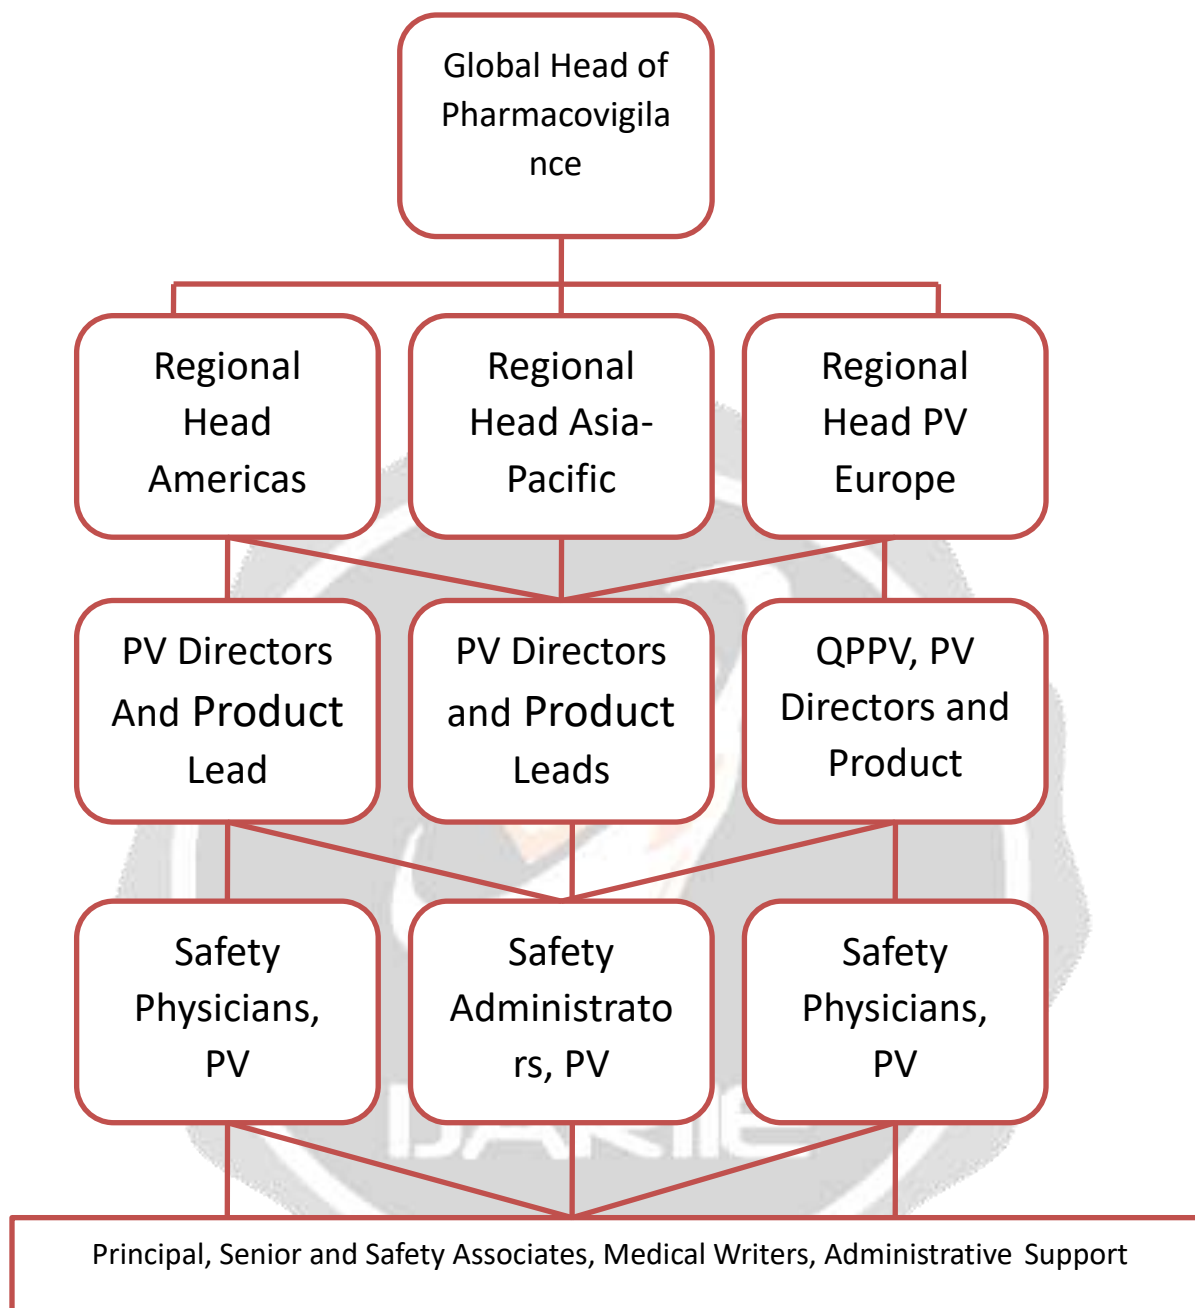 Global Head of
Pharmacovigila
nce
Regional
Head
Americas
Regional
Head Asia-
Pacific
Regional
Head PV
Europe
PV Directors
And Product
Lead
PV Directors
and Product
Leads
QPPV, PV
Directors and
Product
Safety
Physicians,
PV
Safety
Administrato
rs, PV
Safety
Physicians,
PV
IJARIIE
Principal, Senior and Safety Associates, Medical Writers, Administrative Support